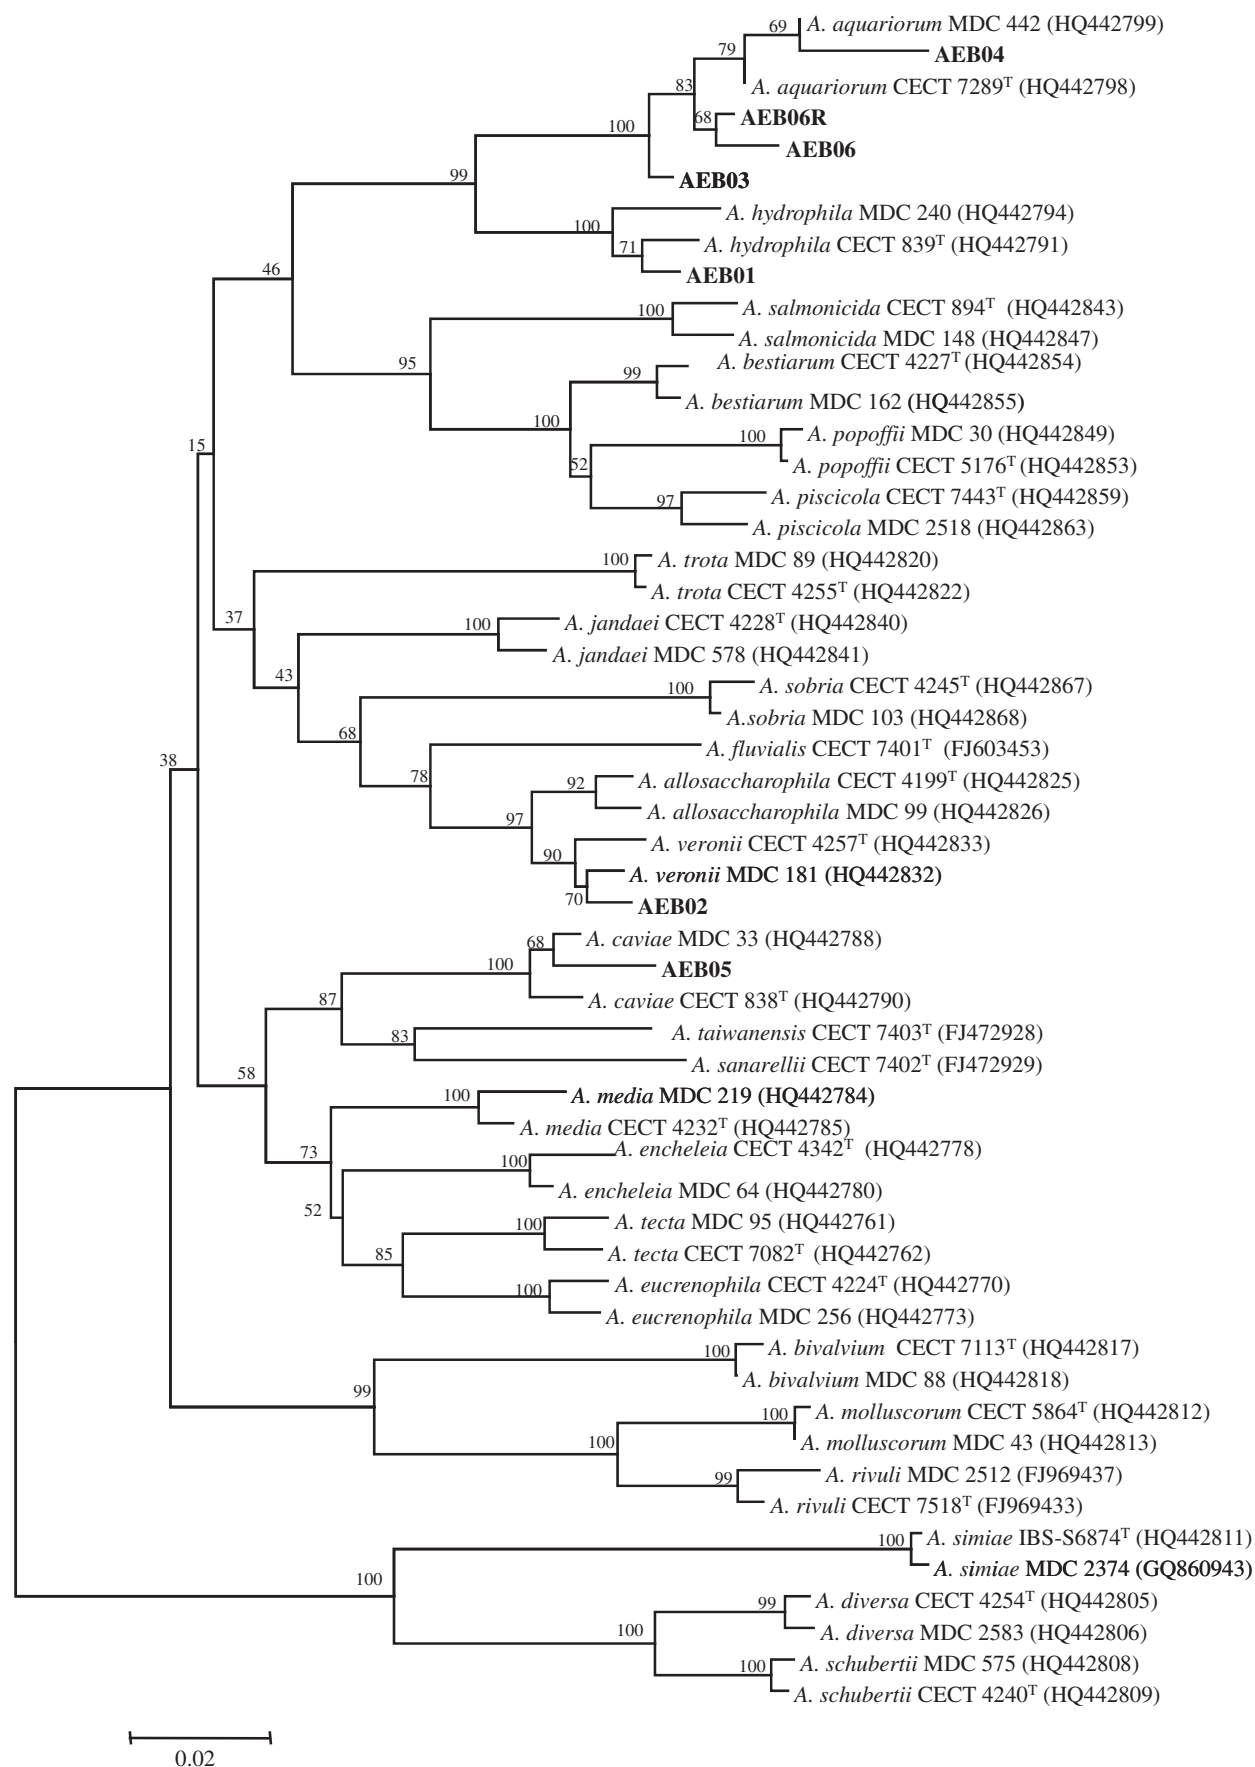 69
A. aquariorum MDC 442 (HQ442799)
79
AEB04
83
A. aquariorum CECT 7289ᵀ (HQ442798)
68
AEB06R
100
AEB06
99
AEB03
A. hydrophila MDC 240 (HQ442794)
100
71
A. hydrophila CECT 839ᵀ (HQ442791)
46
AEB01
100
A. salmonicida CECT 894ᵀ (HQ442843)
A. salmonicida MDC 148 (HQ442847)
95
99
A. bestiarum CECT 4227ᵀ (HQ442854)
A. bestiarum MDC 162 (HQ442855)
100
100
A. popoffii MDC 30 (HQ442849)
15
52
A. popoffii CECT 5176ᵀ (HQ442853)
97
A. piscicola CECT 7443ᵀ (HQ442859)
A. piscicola MDC 2518 (HQ442863)
100
A. trota MDC 89 (HQ442820)
A. trota CECT 4255ᵀ (HQ442822)
37
100
A. jandaei CECT 4228ᵀ (HQ442840)
A. jandaei MDC 578 (HQ442841)
43
100
A. sobria CECT 4245ᵀ (HQ442867)
A.sobria MDC 103 (HQ442868)
68
A. fluvialis CECT 7401ᵀ (FJ603453)
38
78
92
A. allosaccharophila CECT 4199ᵀ (HQ442825)
A. allosaccharophila MDC 99 (HQ442826)
97
A. veronii CECT 4257ᵀ (HQ442833)
90
A. veronii MDC 181 (HQ442832)
70
AEB02
68
A. caviae MDC 33 (HQ442788)
100
AEB05
87
A. caviae CECT 838ᵀ (HQ442790)
83
A. taiwanensis CECT 7403ᵀ (FJ472928)
A. sanarellii CECT 7402ᵀ (FJ472929)
58
100
A. media MDC 219 (HQ442784)
A. media CECT 4232ᵀ (HQ442785)
73
A. encheleia CECT 4342ᵀ (HQ442778)
100
A. encheleia MDC 64 (HQ442780)
52
100
A. tecta MDC 95 (HQ442761)
A. tecta CECT 7082ᵀ (HQ442762)
85
A. eucrenophila CECT 4224ᵀ (HQ442770)
100
A. eucrenophila MDC 256 (HQ442773)
100
A. bivalvium CECT 7113ᵀ (HQ442817)
A. bivalvium MDC 88 (HQ442818)
99
100
A. molluscorum CECT 5864ᵀ (HQ442812)
100
A. molluscorum MDC 43 (HQ442813)
99
A. rivuli MDC 2512 (FJ969437)
A. rivuli CECT 7518ᵀ (FJ969433)
100
A. simiae IBS-S6874ᵀ (HQ442811)
A. simiae MDC 2374 (GQ860943)
100
99
A. diversa CECT 4254ᵀ (HQ442805)
A. diversa MDC 2583 (HQ442806)
100
100
A. schubertii MDC 575 (HQ442808)
A. schubertii CECT 4240ᵀ (HQ442809)
0.02